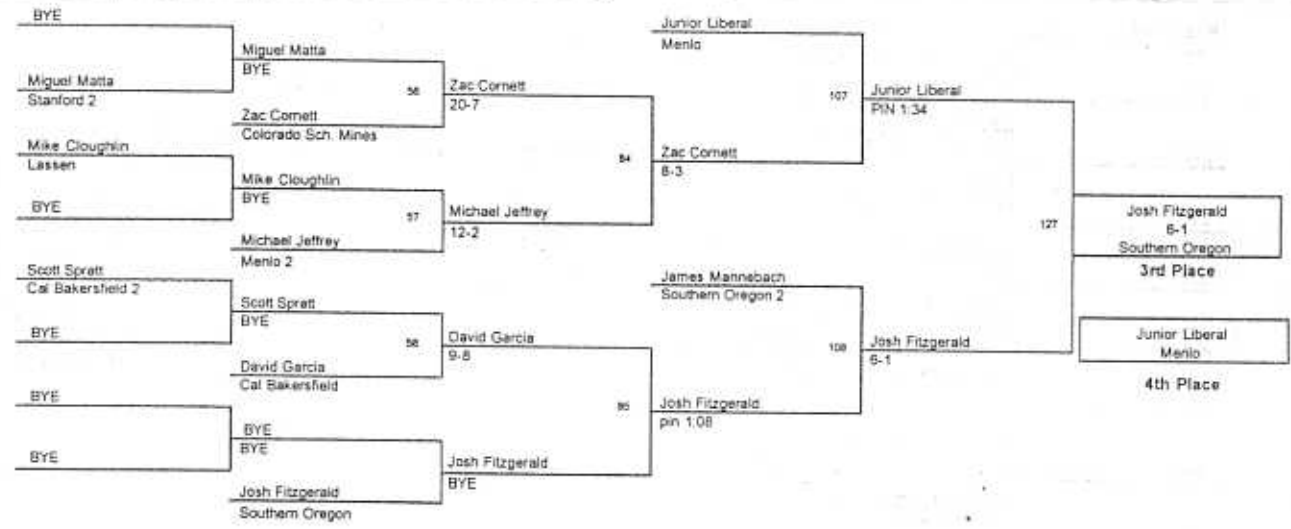 BYE
Miguel Matta
Stanford 2
Mike Cloughlin
Lassen
BYE
Scott Sprett
Cal Bakersfield 2
BYE
BYE
BYE
Miguel Matta
BYE
56
Zac Cornett
Colorado Sch. Mines
Mike Cloughlin
BYE
57
Michael Jeffrey
Menlo 2
Scott Sprett
BYE
58
David Garcia
Cal Bakersfield
BYE
BYE
Josh Fitzgerald
Southern Oregon
Zac Cornett
20-7
84
Michael Jeffrey
12-2
David Garcia
9-8
85
Josh Fitzgerald
BYE
Junior Liberal
Menlo
107
Zac Cornett
8-3
James Mannebach
Southern Oregon 2
108
Josh Fitzgerald
pin 1:08
Junior Liberal
PIN 1:34
127
Josh Fitzgerald
6-1
Josh Fitzgerald
6-1
Southern Oregon
3rd Place
Junior Liberal
Menlo
4th Place